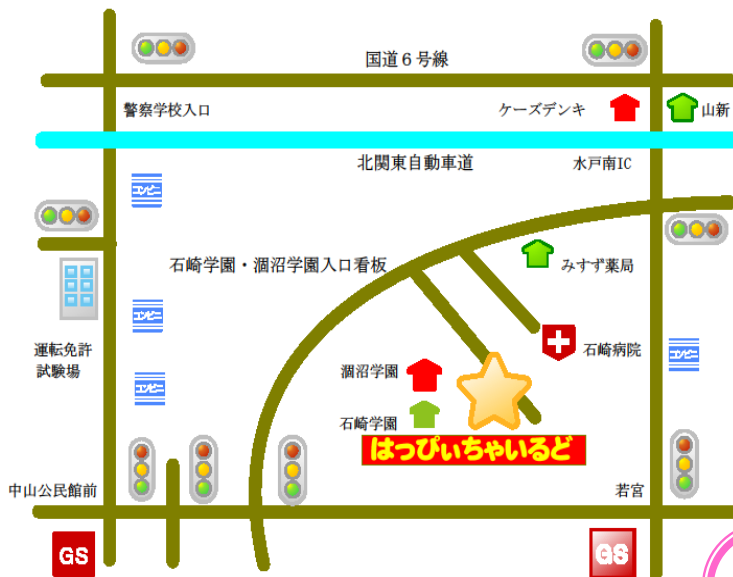 国道６号線
警察学校入口
ケーズデンキ
山新
北関東自動車道
水戸南IC
コンビニ
石崎学園・涸沼学園入口看板
みすず薬局
コンビニ
運転免許
試験場
石崎病院
コンビニ
涸沼学園
コンビニ
石崎学園
はっぴぃちゃいるど
中山公民館前
若宮
GS
GS